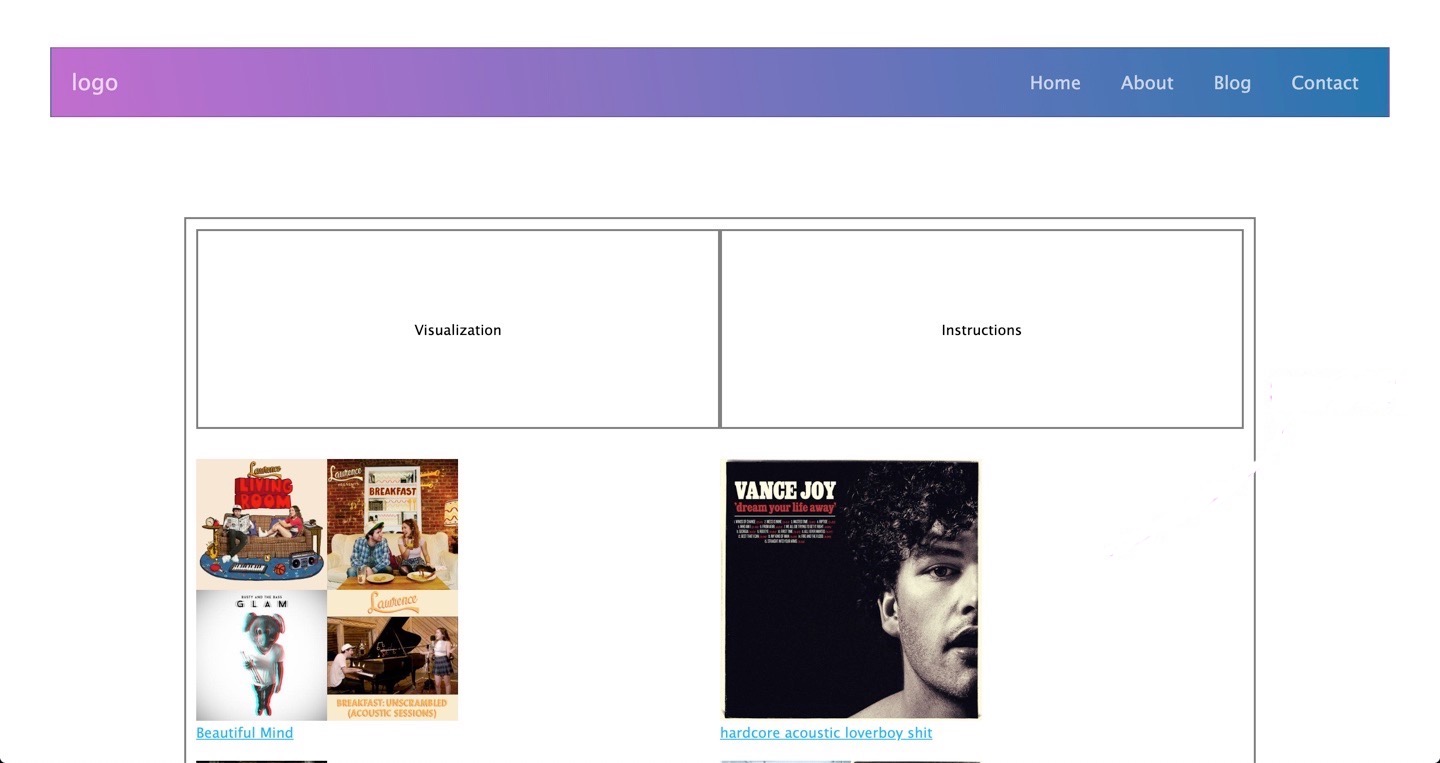 logo
Home About Blog Contact
Visualization
Instructions
Lawrence
LIVING
ROOM
Lawrence
BREAKFAST
RUSTY AND THE BASS
GLAM
Lawrence
BREAKFAST: UNSCRAMBLED
(ACOUSTIC SESSIONS)
VANCE JOY
'dream your life away'
Beautiful Mind
hardcore acoustic loverboy shit